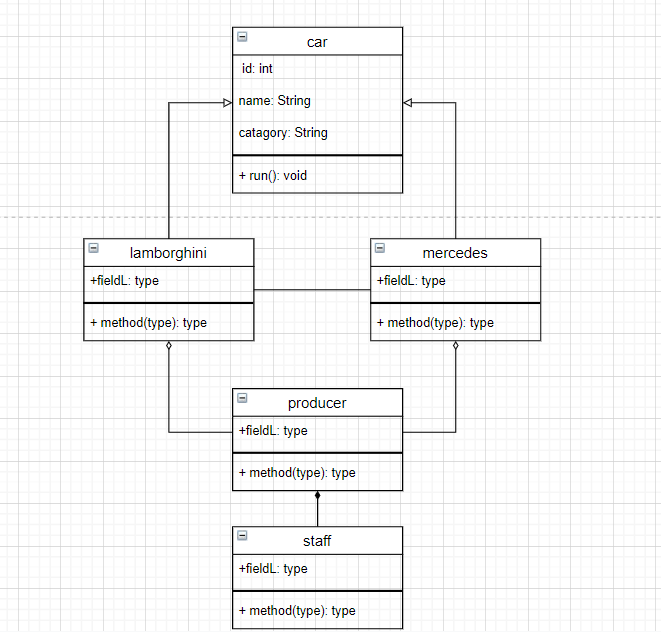 car
id: int
name: String
catagory: String
+ run(): void
lamborghini
+fieldL: type
+ method(type): type
mercedes
+fieldL: type
+ method(type): type
producer
+fieldL: type
+ method(type): type
staff
+fieldL: type
+ method(type): type